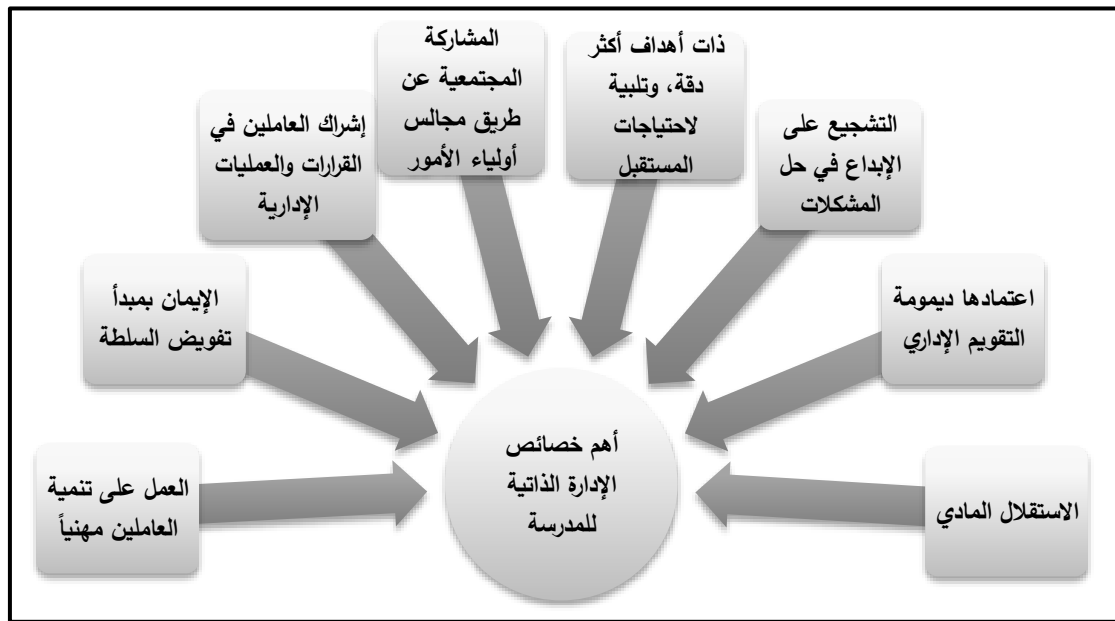 الاستقلال المادي
اعتمادها ديمومة
التقويم الإداري
التشجيع على
الإبداع في حل
المشكلات
ذات أهداف أكثر
دقة، وتلبية
لاحتياجات
المستقبل
المشاركة
المجتمعية عن
طريق مجالس
أولياء الأمور
إشراك العاملين في
القرارات والعمليات
الإدارية
الإيمان بمبدأ
تفويض السلطة
العمل على تنمية
العاملين مهنياً
أهم خصائص
الإدارة الذاتية
للمدرسة